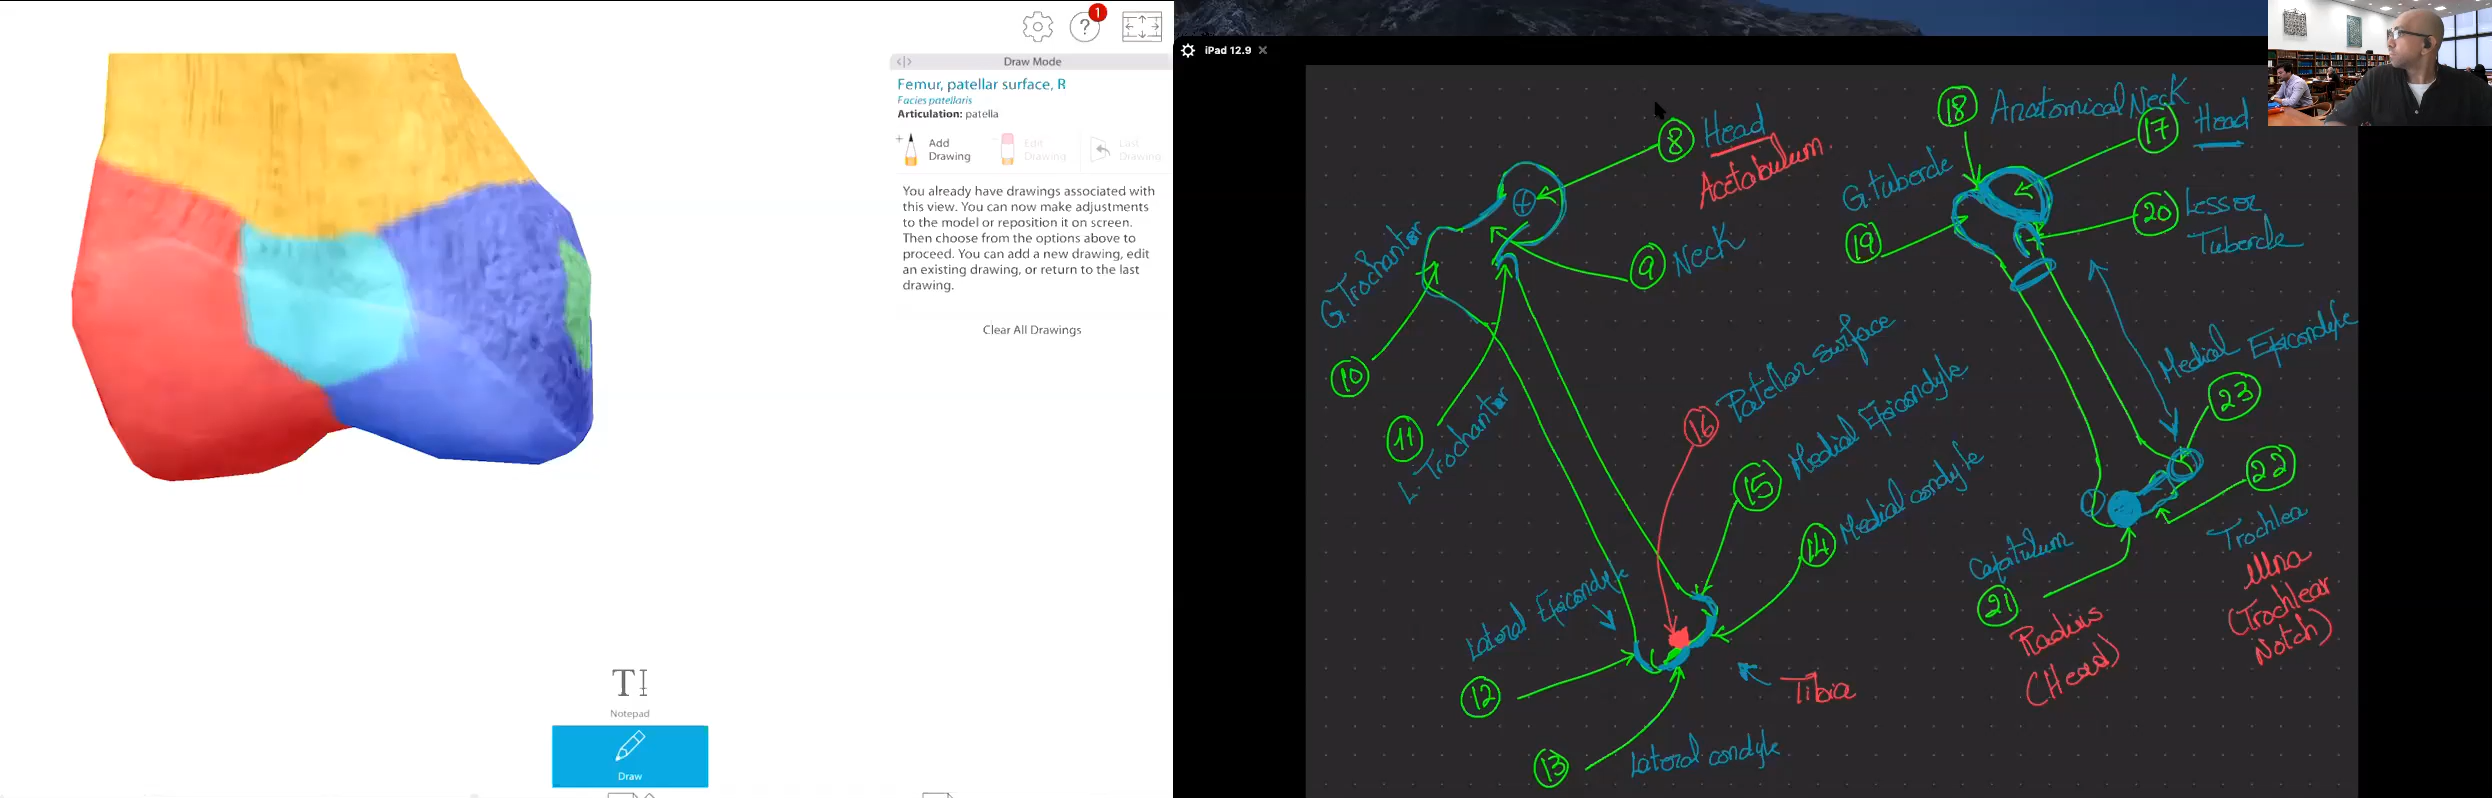 1
?
Draw Mode
Femur, patellar surface, R
Facies patellaris
Articulation: patella
Add
Drawing
Edit
Drawing
Last
Drawing
You already have drawings associated with
this view. You can now make adjustments
to the model or reposition it on screen.
Then choose from the options above to
proceed. You can add a new drawing, edit
an existing drawing, or return to the last
drawing.
Clear All Drawings
Notepad
Draw
iPad 12.9
8 Head
Acetabulum
9 Neck
G. Trochanter
10
11
L. Trochanter
16 Patellar surface
15 Medial Epicondyle
14 Medial condyle
Lateral Epicondyle
12
13
Lateral condyle
Tibia
18 Anatomical Neck
17 Head
G. tubercle
19
20 Lesser
Tubercle
Medial Epicondyle
23
22
Trochlea
Ulna
(Trochlear
Notch)
Capitulum
21
Radius
(Head)